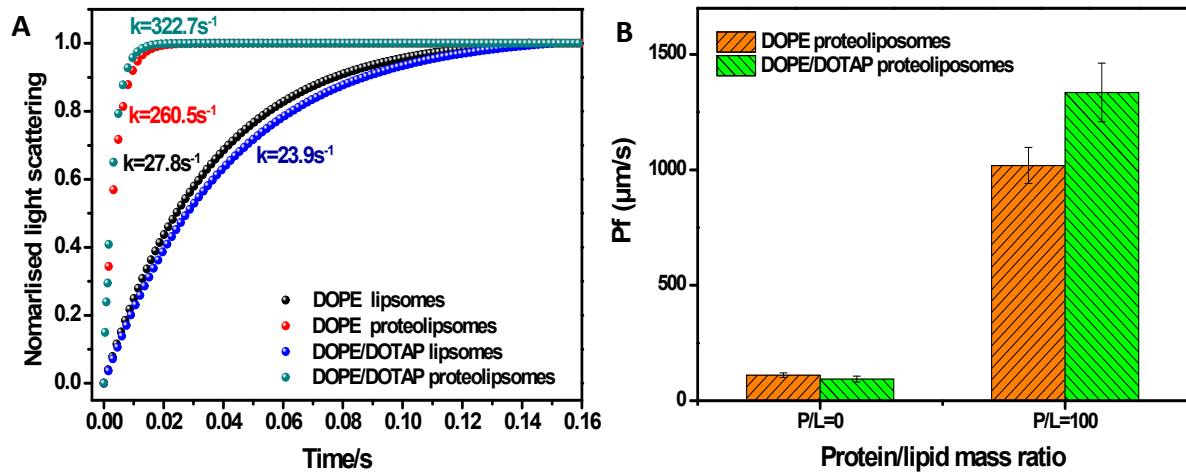 A
k=322.7s-1
k=260.5s-1
k=27.8s-1
k=23.9s-1
1.0
0.8
0.6
0.4
0.2
0.0
Nomarlised light scattering
DOPE lipsomes
DOPE proteolipsomes
DOPE/DOTAP lipsomes
DOPE/DOTAP proteolipsomes
0.00 0.02 0.04 0.06 0.08 0.10 0.12 0.14 0.16
Time/s
B
DOPE proteoliposomes
DOPE/DOTAP proteoliposomes
1500
1000
500
0
Pf (μm/s)
P/L=0 P/L=100
Protein/lipid mass ratio